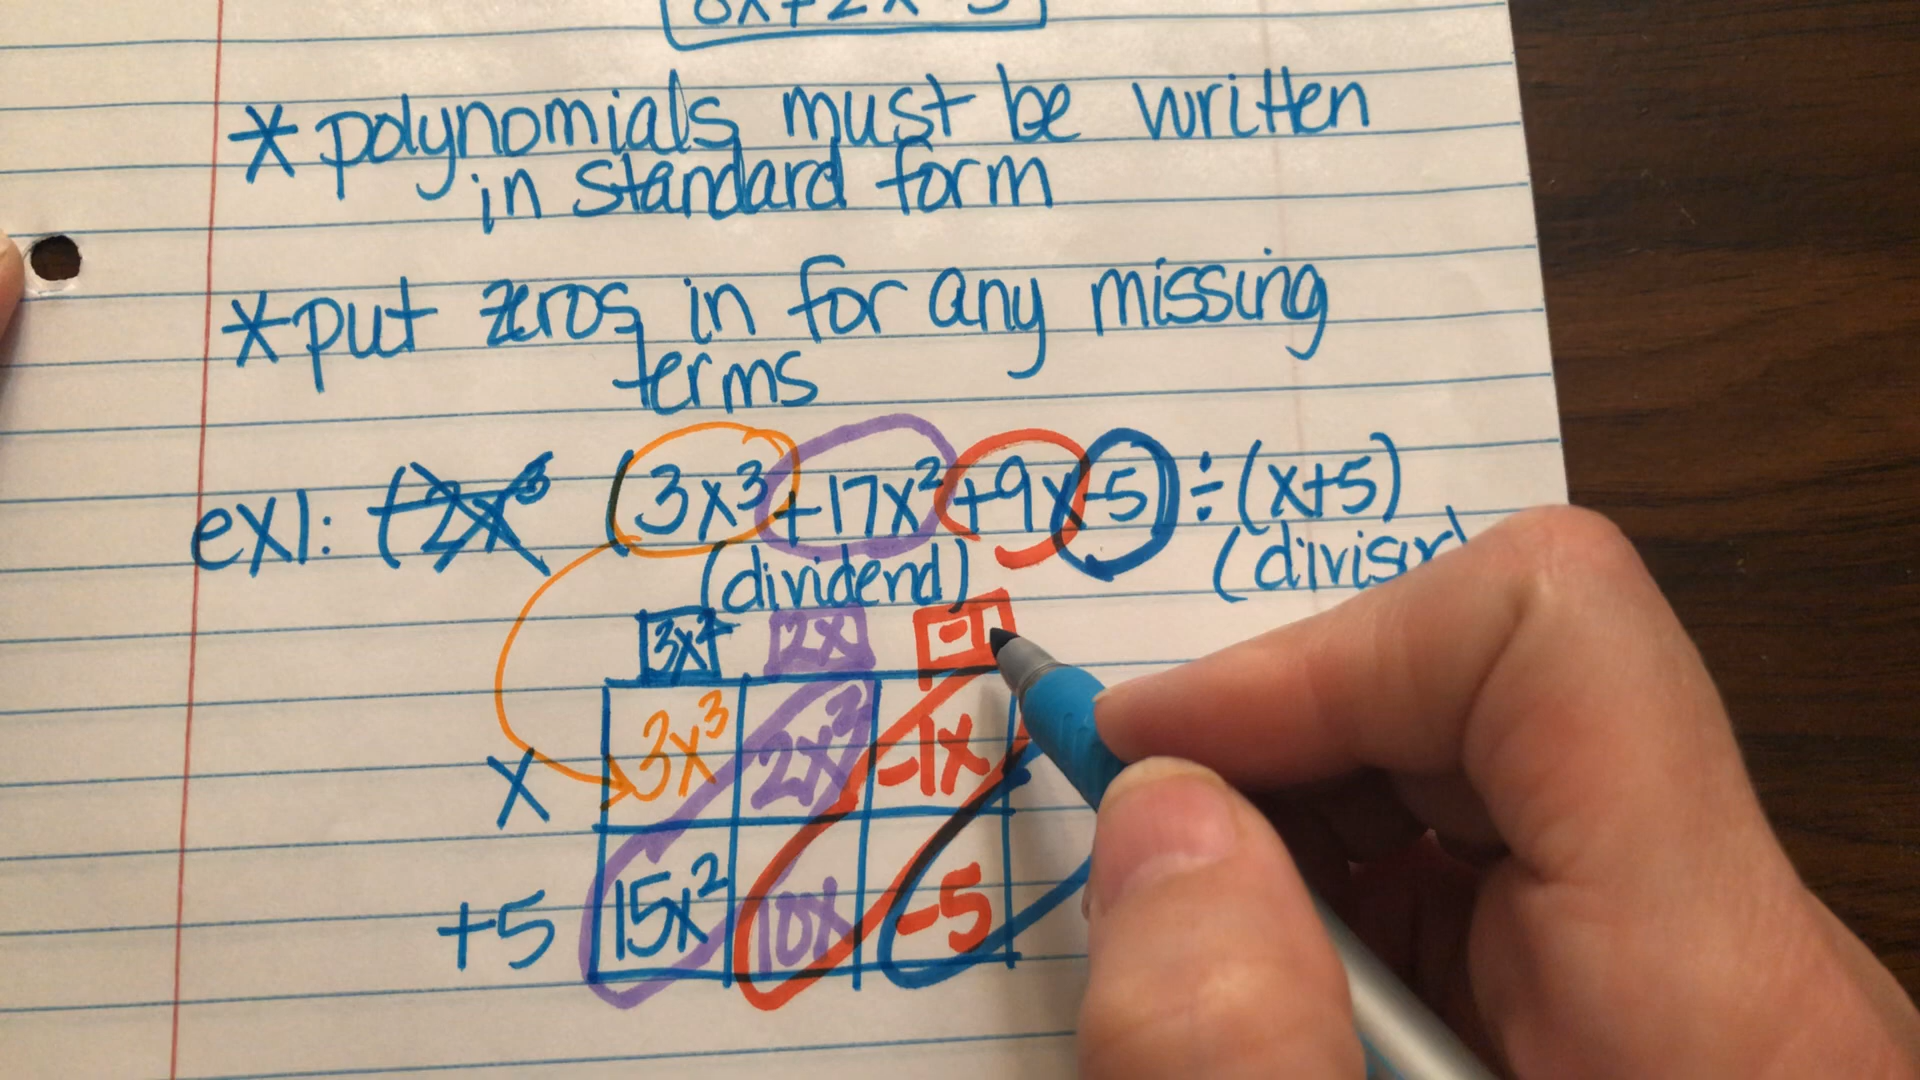 * polynomials must be written
in standard form
* put zeros in for any missing
terms
ex1: (2x³ (3x³+17x²+9x-5) ÷ (x+5)
(dividend) (divisor)
3x² 2x -1
x 3x³ 2x² -1x
+5 15x² 10x -5